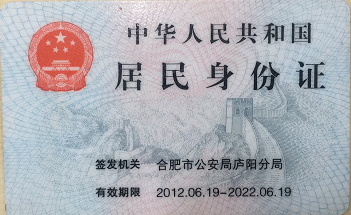 中华人民共和国
居民身份证
签发机关 合肥市公安局庐阳分局
有效期限 2012.06.19-2022.06.19